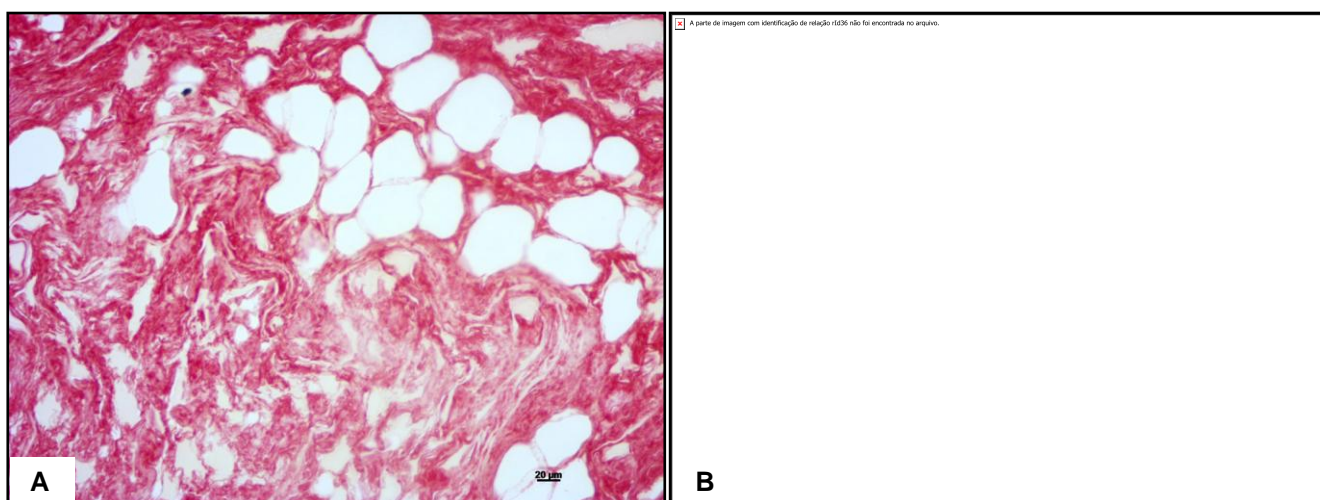 A parte de imagem com identificação de relação rId36 não foi encontrada no arquivo.
20 µm
A
B